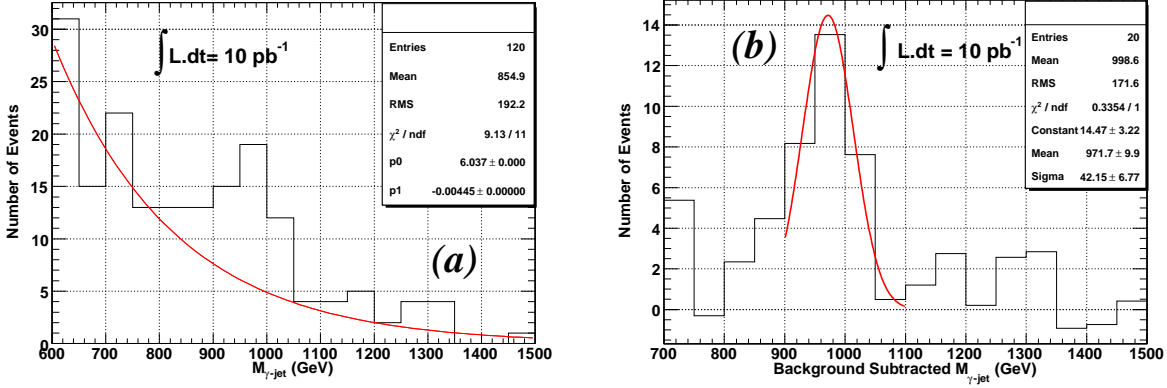 30
25
20
15
10
5
0
Number of Events
600 700 800 900 1000 1100 1200 1300 1400 1500
M γ-jet (GeV)
∫ L.dt= 10 pb-1
(a)
Entries 120
Mean 854.9
RMS 192.2
χ2 / ndf 9.13 / 11
p0 6.037 ± 0.000
p1 -0.00445 ± 0.00000
14
12
10
8
6
4
2
0
Number of Events
700 800 900 1000 1100 1200 1300 1400 1500
Background Subtracted M γ-jet (GeV)
(b)
∫ L.dt= 10 pb-1
Entries 20
Mean 998.6
RMS 171.6
χ2 / ndf 0.3354 / 1
Constant 14.47 ± 3.22
Mean 971.7 ± 9.9
Sigma 42.15 ± 6.77